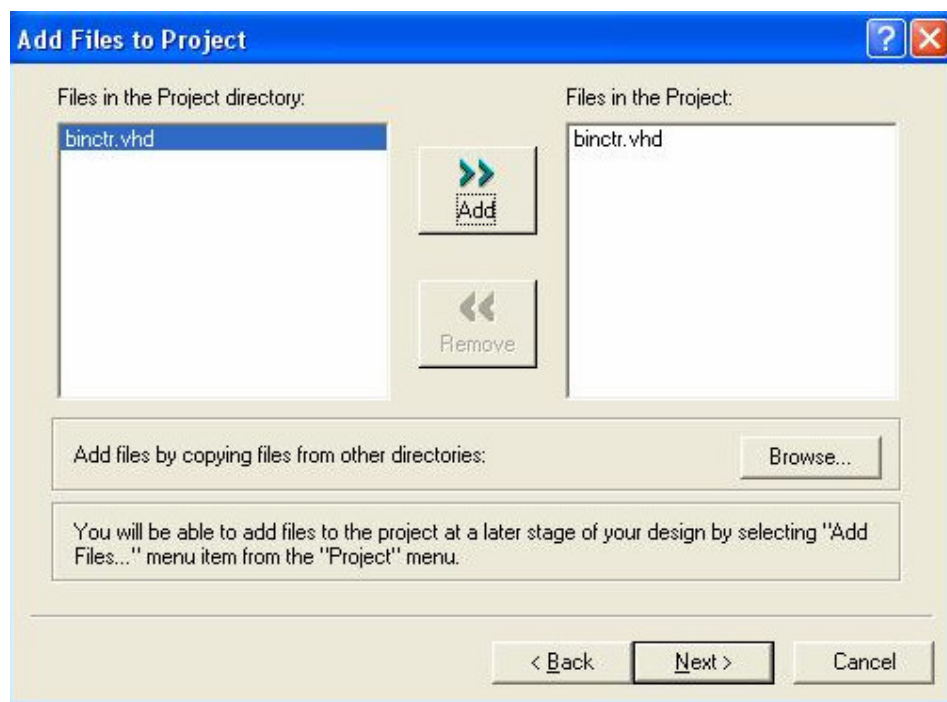 Add Files to Project
Files in the Project directory:
Files in the Project:
binctr.vhd
binctr.vhd
Add
Remove
Add files by copying files from other directories:
Browse...
You will be able to add files to the project at a later stage of your design by selecting "Add
Files..." menu item from the "Project" menu.
< Back
Next >
Cancel